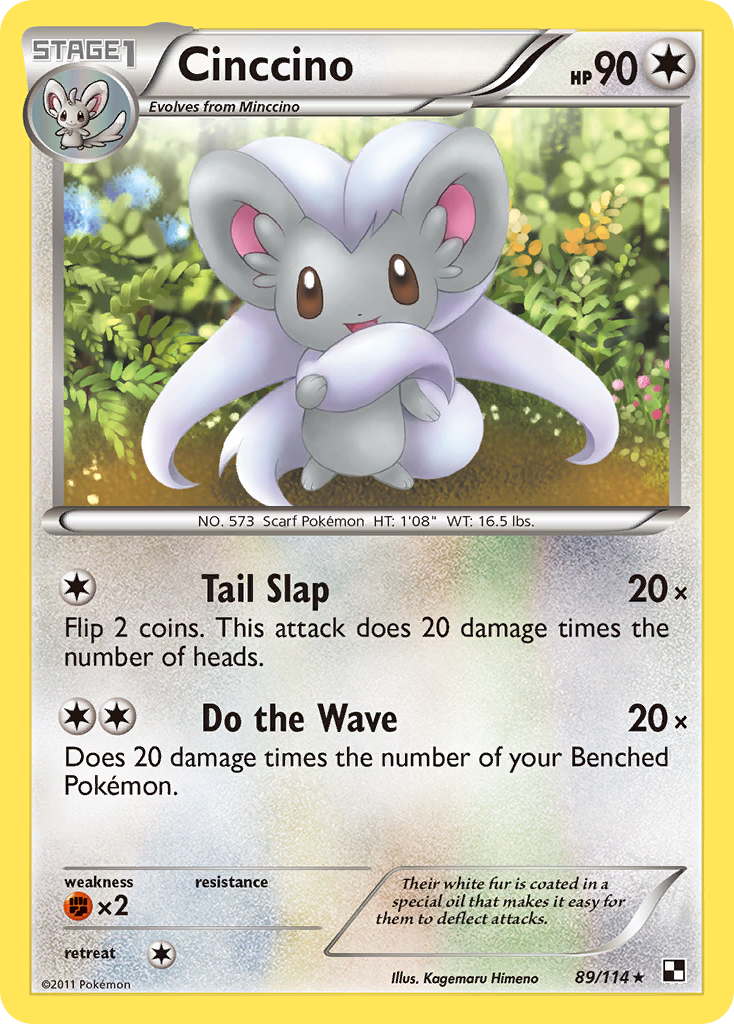 STAGE1
Cinccino
HP 90
Evolves from Minccino
NO. 573 Scarf Pokémon HT: 1'08" WT: 16.5 lbs.
Tail Slap 20×
Flip 2 coins. This attack does 20 damage times the
number of heads.
Do the Wave 20×
Does 20 damage times the number of your Benched
Pokémon.
weakness resistance
×2
Their white fur is coated in a
special oil that makes it easy for
them to deflect attacks.
retreat
©2011 Pokémon
Illus. Kagemaru Himeno 89/114 ★